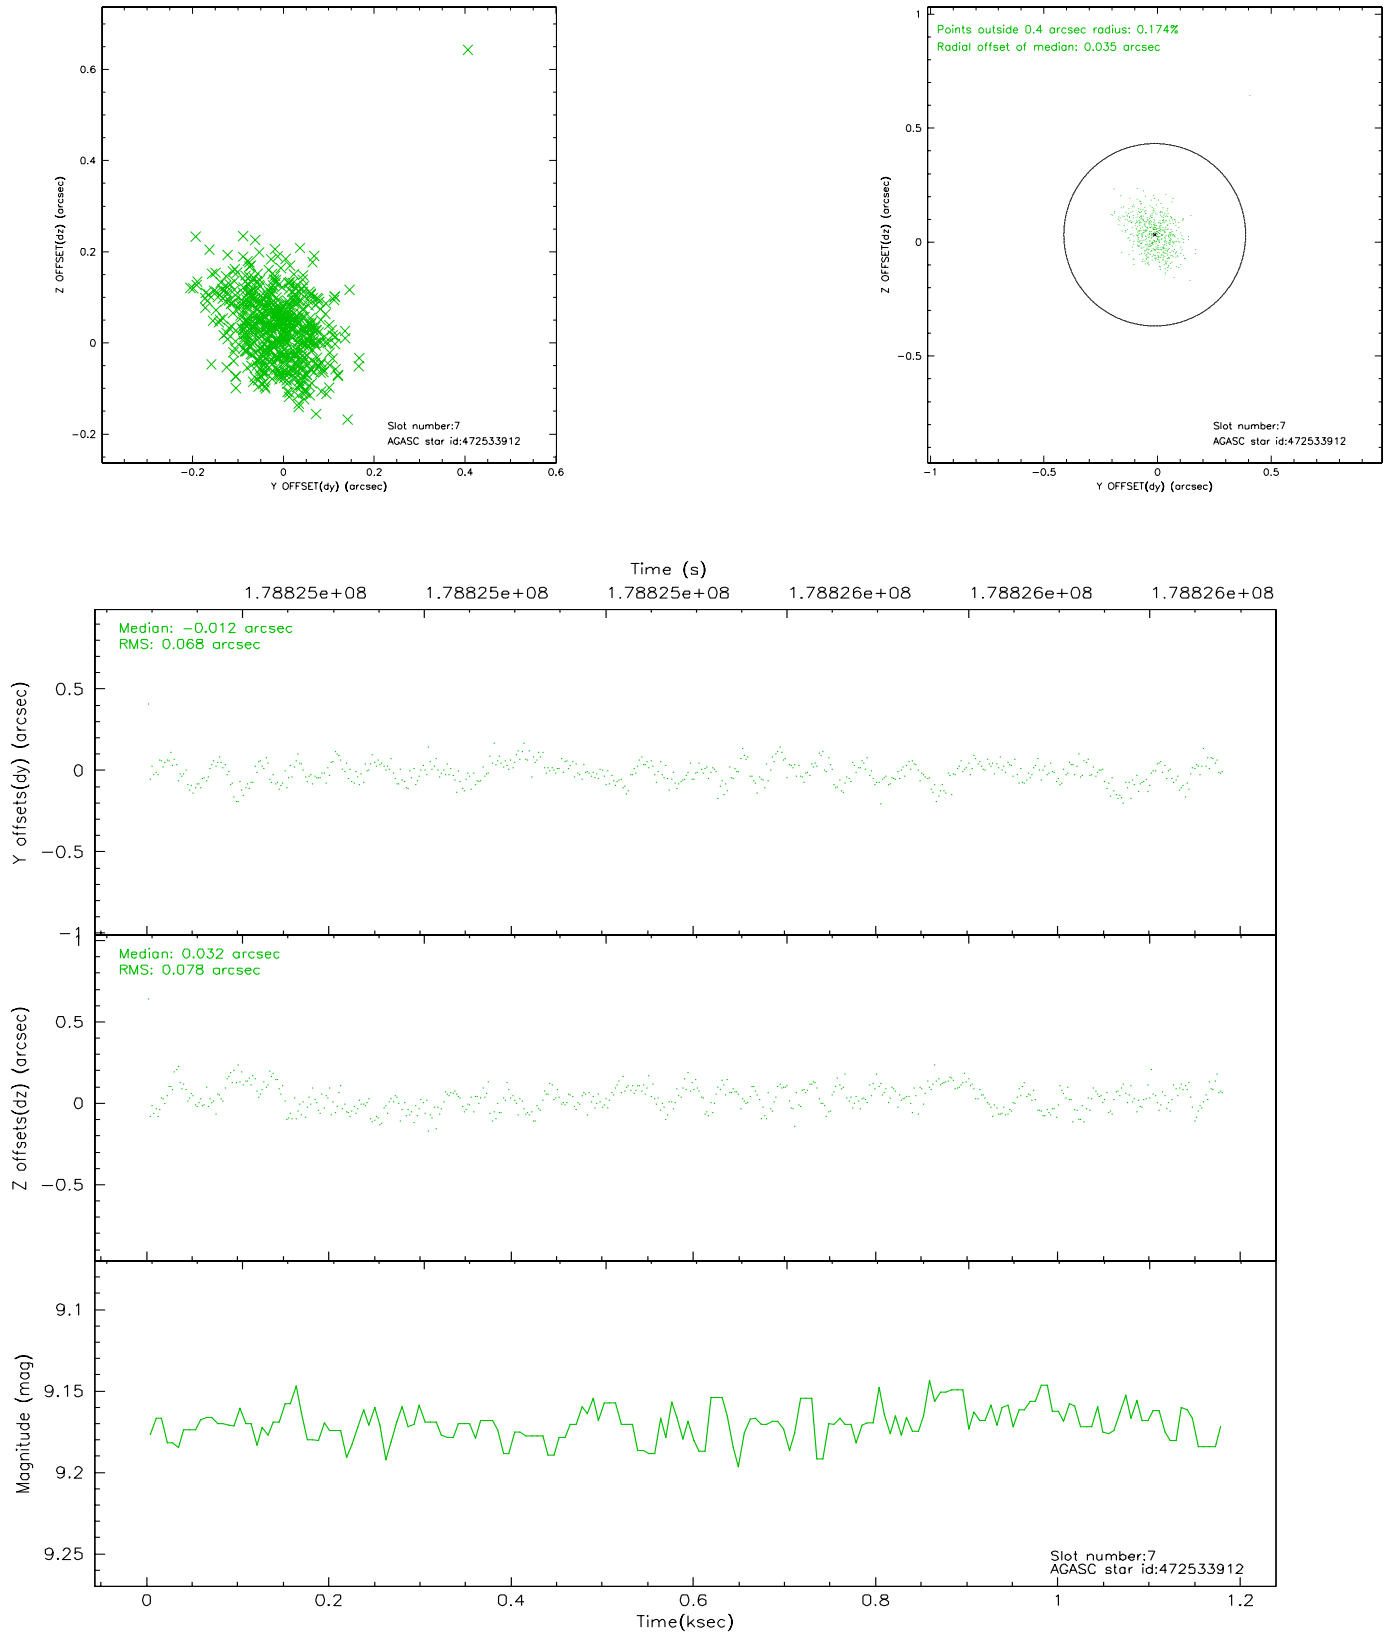 0.6
0.4
0.2
0
−0.2
Z OFFSET(dz) (arcsec)
Slot number:7
AGASC star id:472533912
−0.2 0 0.2 0.4 0.6
Y OFFSET(dy) (arcsec)
Points outside 0.4 arcsec radius: 0.174%
Radial offset of median: 0.035 arcsec
1
0.5
0
−0.5
Z OFFSET(dz) (arcsec)
Slot number:7
AGASC star id:472533912
−1 −0.5 0 0.5
Y OFFSET(dy) (arcsec)
Time (s)
1.78825e+08 1.78825e+08 1.78825e+08 1.78826e+08 1.78826e+08 1.78826e+08
Median: −0.012 arcsec
RMS: 0.068 arcsec
0.5
0
−0.5
−1
Y offsets(dy) (arcsec)
Median: 0.032 arcsec
RMS: 0.078 arcsec
1
0.5
0
−0.5
Z offsets(dz) (arcsec)
9.1
9.15
9.2
9.25
Magnitude (mag)
Slot number:7
AGASC star id:472533912
0 0.2 0.4 0.6 0.8 1 1.2
Time(ksec)